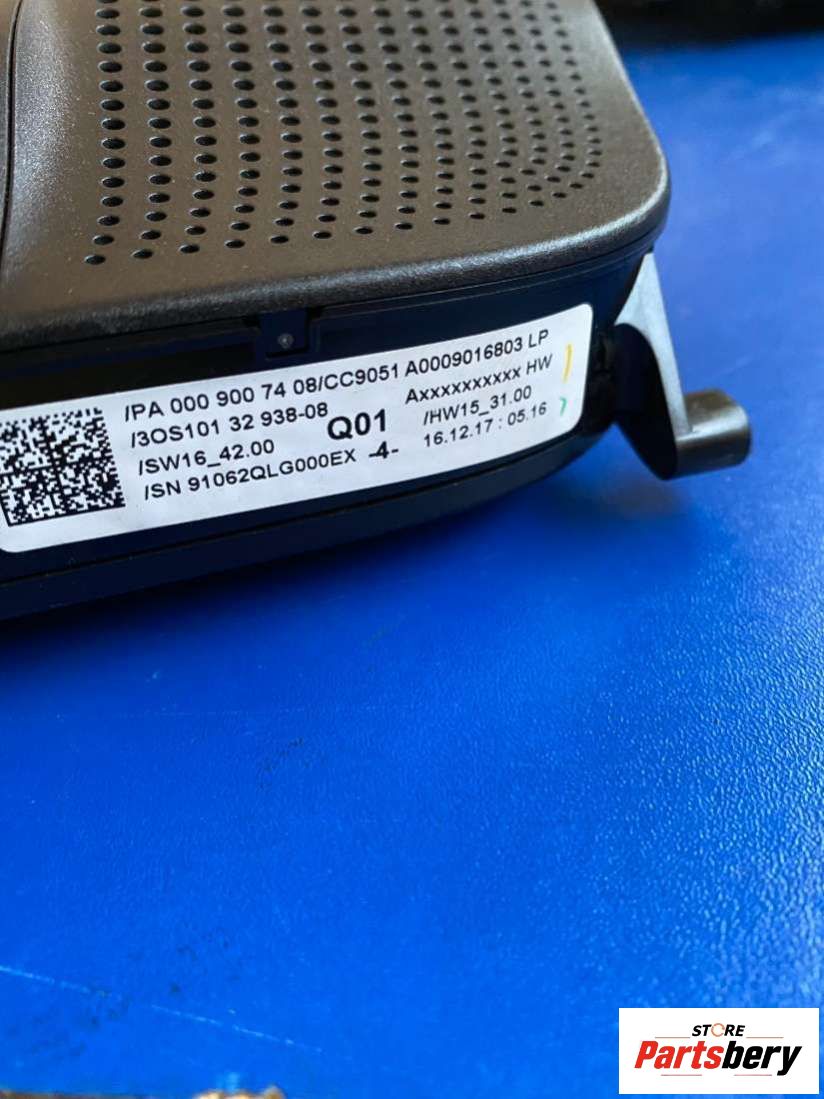 /PA 000 900 74 08/CC9051 A0009016803 LP
/3OS101 32 938-08 Axxxxxxxxxx HW
/SW16_42.00 Q01 /HW15_31.00
/SN 91062QLG000EX -4- 16.12.17 : 05.16
STORE
Partsbery